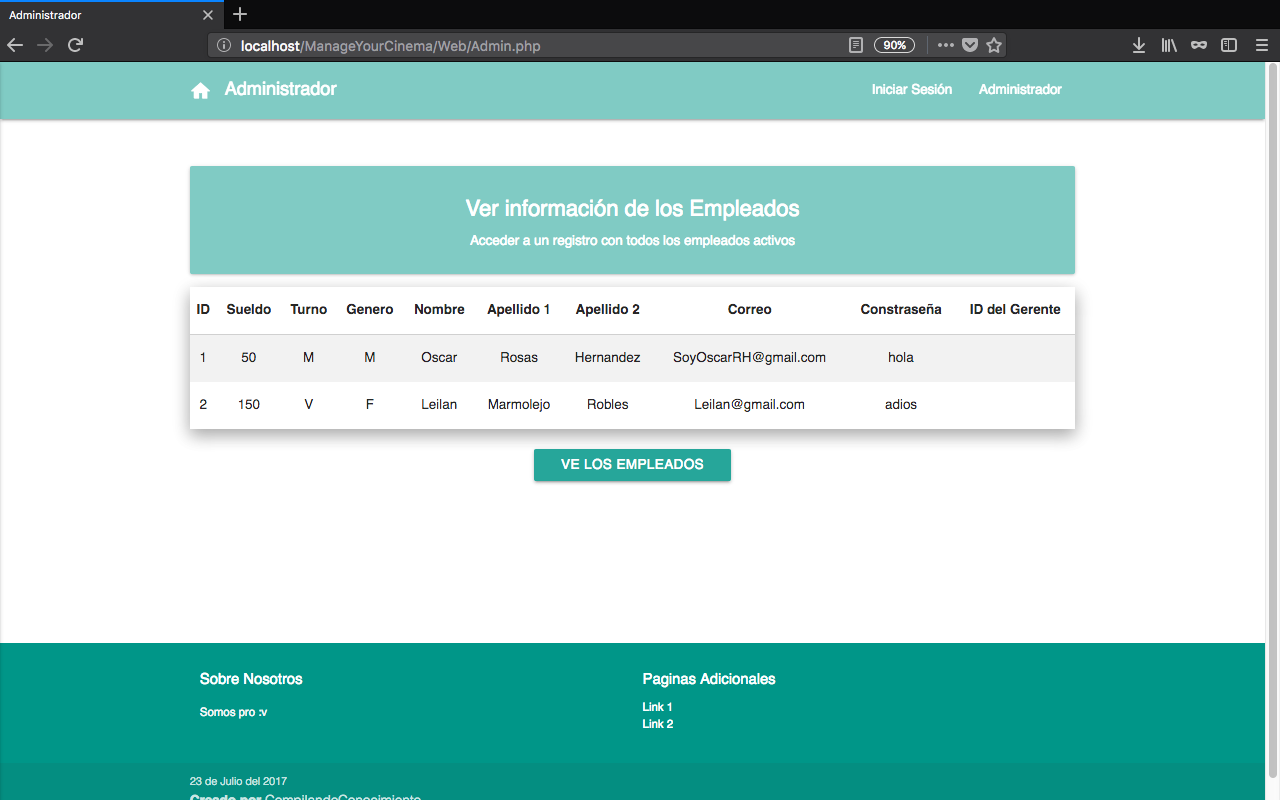 Administrador
localhost/ManageYourCinema/Web/Admin.php 90%
Administrador Iniciar Sesión Administrador
Ver información de los Empleados
Acceder a un registro con todos los empleados activos
ID Sueldo Turno Genero Nombre Apellido 1 Apellido 2 Correo Constraseña ID del Gerente
1 50 M M Oscar Rosas Hernandez SoyOscarRH@gmail.com hola
2 150 V F Leilan Marmolejo Robles Leilan@gmail.com adios
VE LOS EMPLEADOS
Sobre Nosotros Paginas Adicionales
Somos pro :v Link 1
Link 2
23 de Julio del 2017
Creado por CompilandoConocimiento